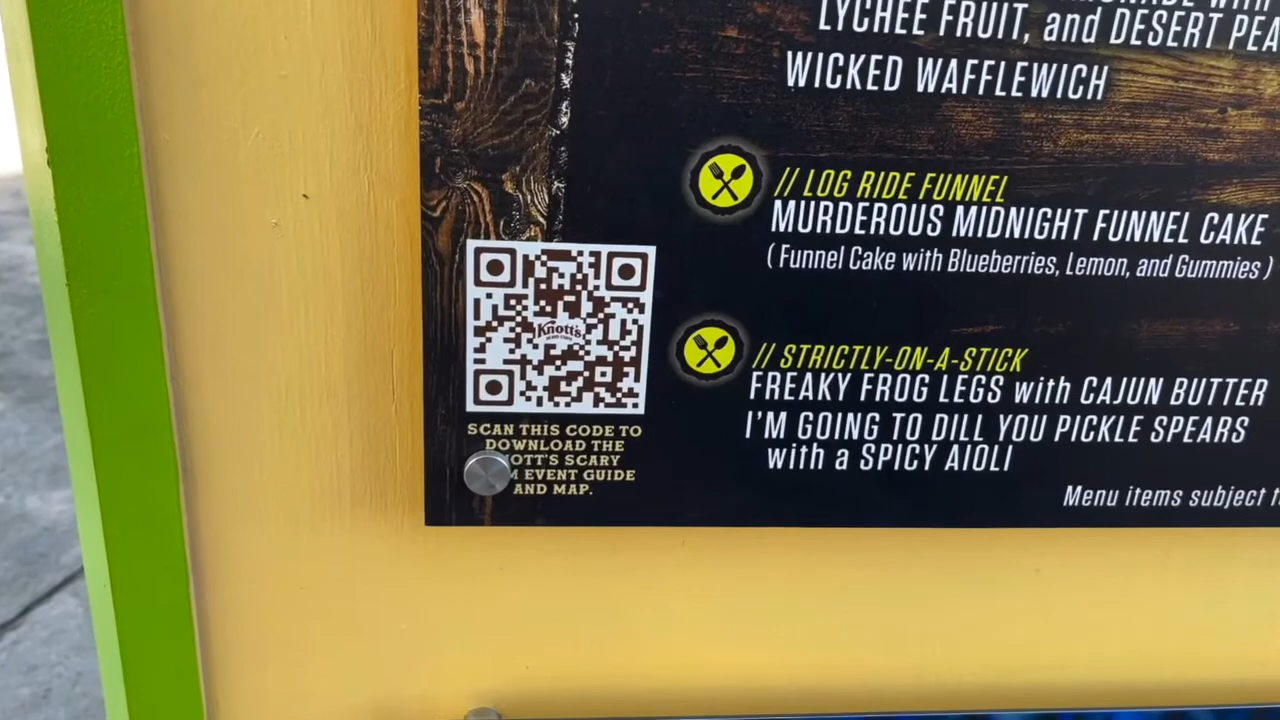 LYCHEE FRUIT, and DESERT PEA
WICKED WAFFLEWICH
// LOG RIDE FUNNEL
MURDEROUS MIDNIGHT FUNNEL CAKE
( Funnel Cake with Blueberries, Lemon, and Gummies )
// STRICTLY-ON-A-STICK
FREAKY FROG LEGS with CAJUN BUTTER
I'M GOING TO DILL YOU PICKLE SPEARS
with a SPICY AIOLI
Menu items subject
Knott's
SCAN THIS CODE TO
DOWNLOAD THE
OTT'S SCARY
M EVENT GUIDE
AND MAP.